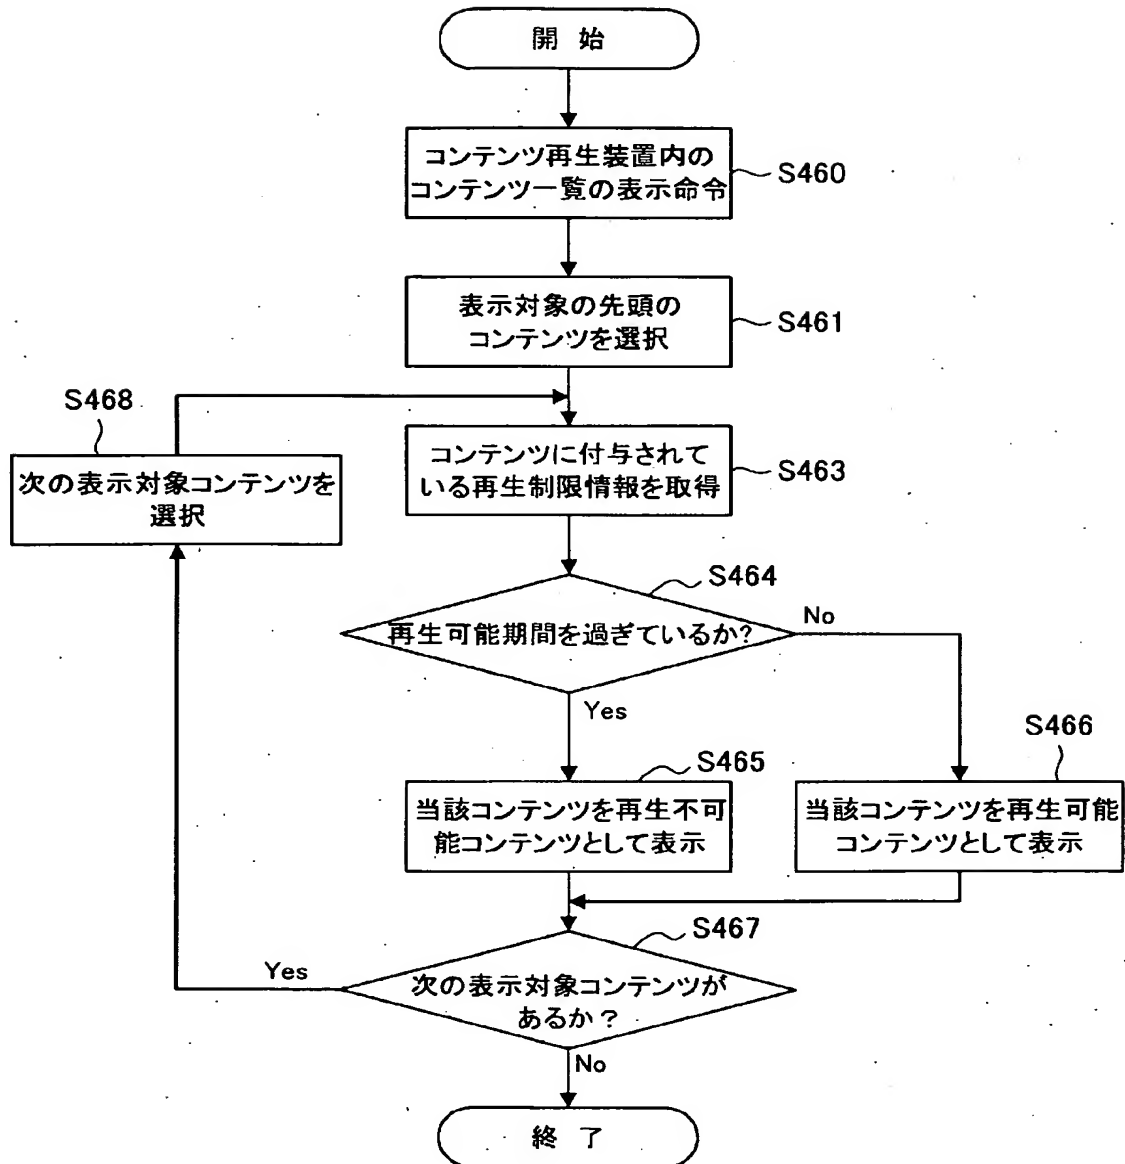 開 始
コンテンツ再生装置内の
コンテンツ一覧の表示命令
S460
表示対象の先頭の
コンテンツを選択
S461
S468
次の表示対象コンテンツを
選択
コンテンツに付与されて
いる再生制限情報を取得
S463
S464
再生可能期間を過ぎているか?
No
Yes
S465
当該コンテンツを再生不可
能コンテンツとして表示
S466
当該コンテンツを再生可能
コンテンツとして表示
S467
次の表示対象コンテンツが
あるか?
Yes
No
終 了